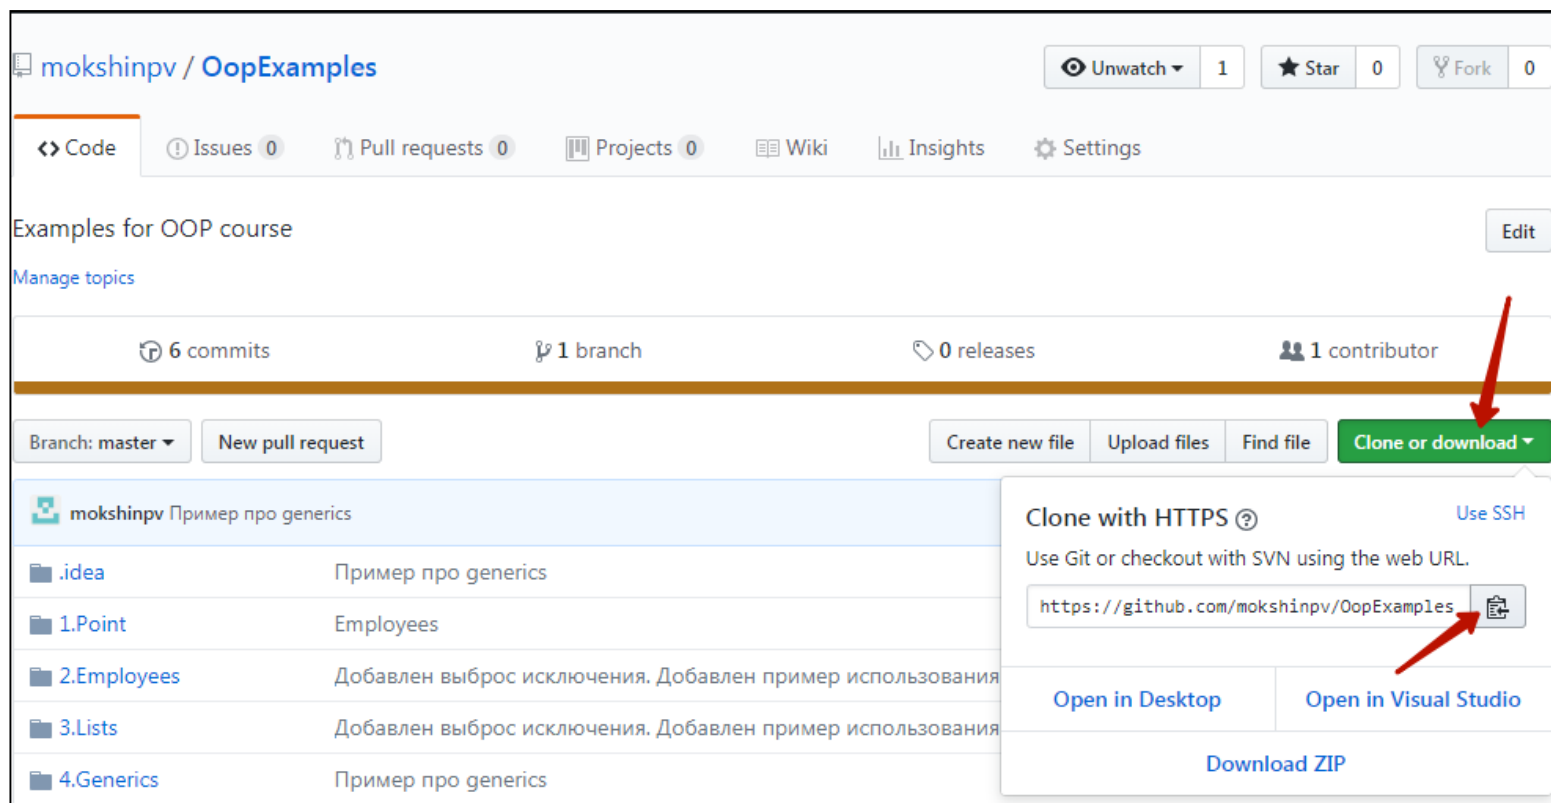 mokshinpv / OopExamples
Unwatch 1 Star 0 Fork 0
Code Issues 0 Pull requests 0 Projects 0 Wiki Insights Settings
Examples for OOP course
Edit
Manage topics
6 commits 1 branch 0 releases 1 contributor
Branch: master New pull request Create new file Upload files Find file Clone or download
mokshinpv Пример про generics
.idea Пример про generics
1.Point Employees
2.Employees Добавлен выброс исключения. Добавлен пример использования
3.Lists Добавлен выброс исключения. Добавлен пример использования
4.Generics Пример про generics
Clone with HTTPS ? Use SSH
Use Git or checkout with SVN using the web URL.
https://github.com/mokshinpv/OopExamples
Open in Desktop Open in Visual Studio
Download ZIP